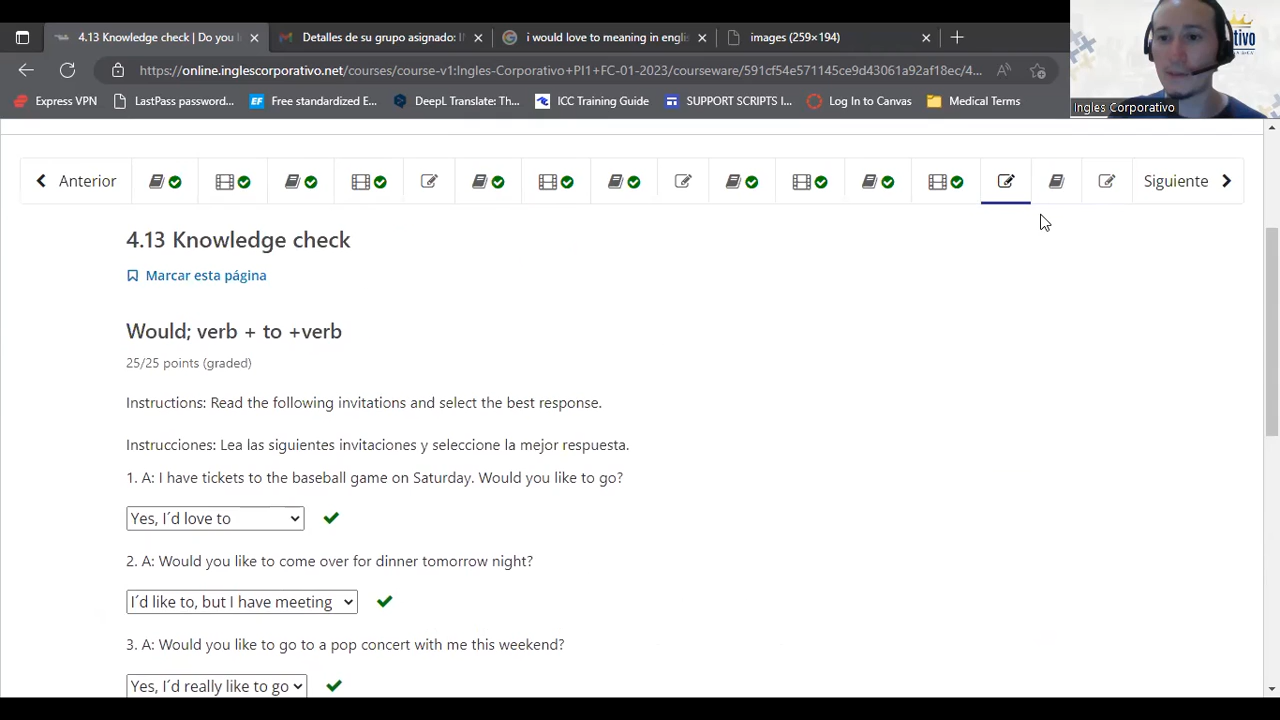 4.13 Knowledge check | Do you l
Detalles de su grupo asignado: I
i would love to meaning in englis
images (259×194)
https://online.inglescorporativo.net/courses/course-v1:Ingles-Corporativo+PI1+FC-01-2023/courseware/591cf54e571145ce9d43061a92af18ec/4...
Express VPN
LastPass password...
EF Free standardized E...
DeepL Translate: Th...
ICC Training Guide
SUPPORT SCRIPTS I...
Log In to Canvas
Medical Terms
Ingles Corporativo
Anterior
Siguiente
4.13 Knowledge check
Marcar esta página
Would; verb + to +verb
25/25 points (graded)
Instructions: Read the following invitations and select the best response.
Instrucciones: Lea las siguientes invitaciones y seleccione la mejor respuesta.
1. A: I have tickets to the baseball game on Saturday. Would you like to go?
Yes, I´d love to
2. A: Would you like to come over for dinner tomorrow night?
I´d like to, but I have meeting
3. A: Would you like to go to a pop concert with me this weekend?
Yes, I´d really like to go